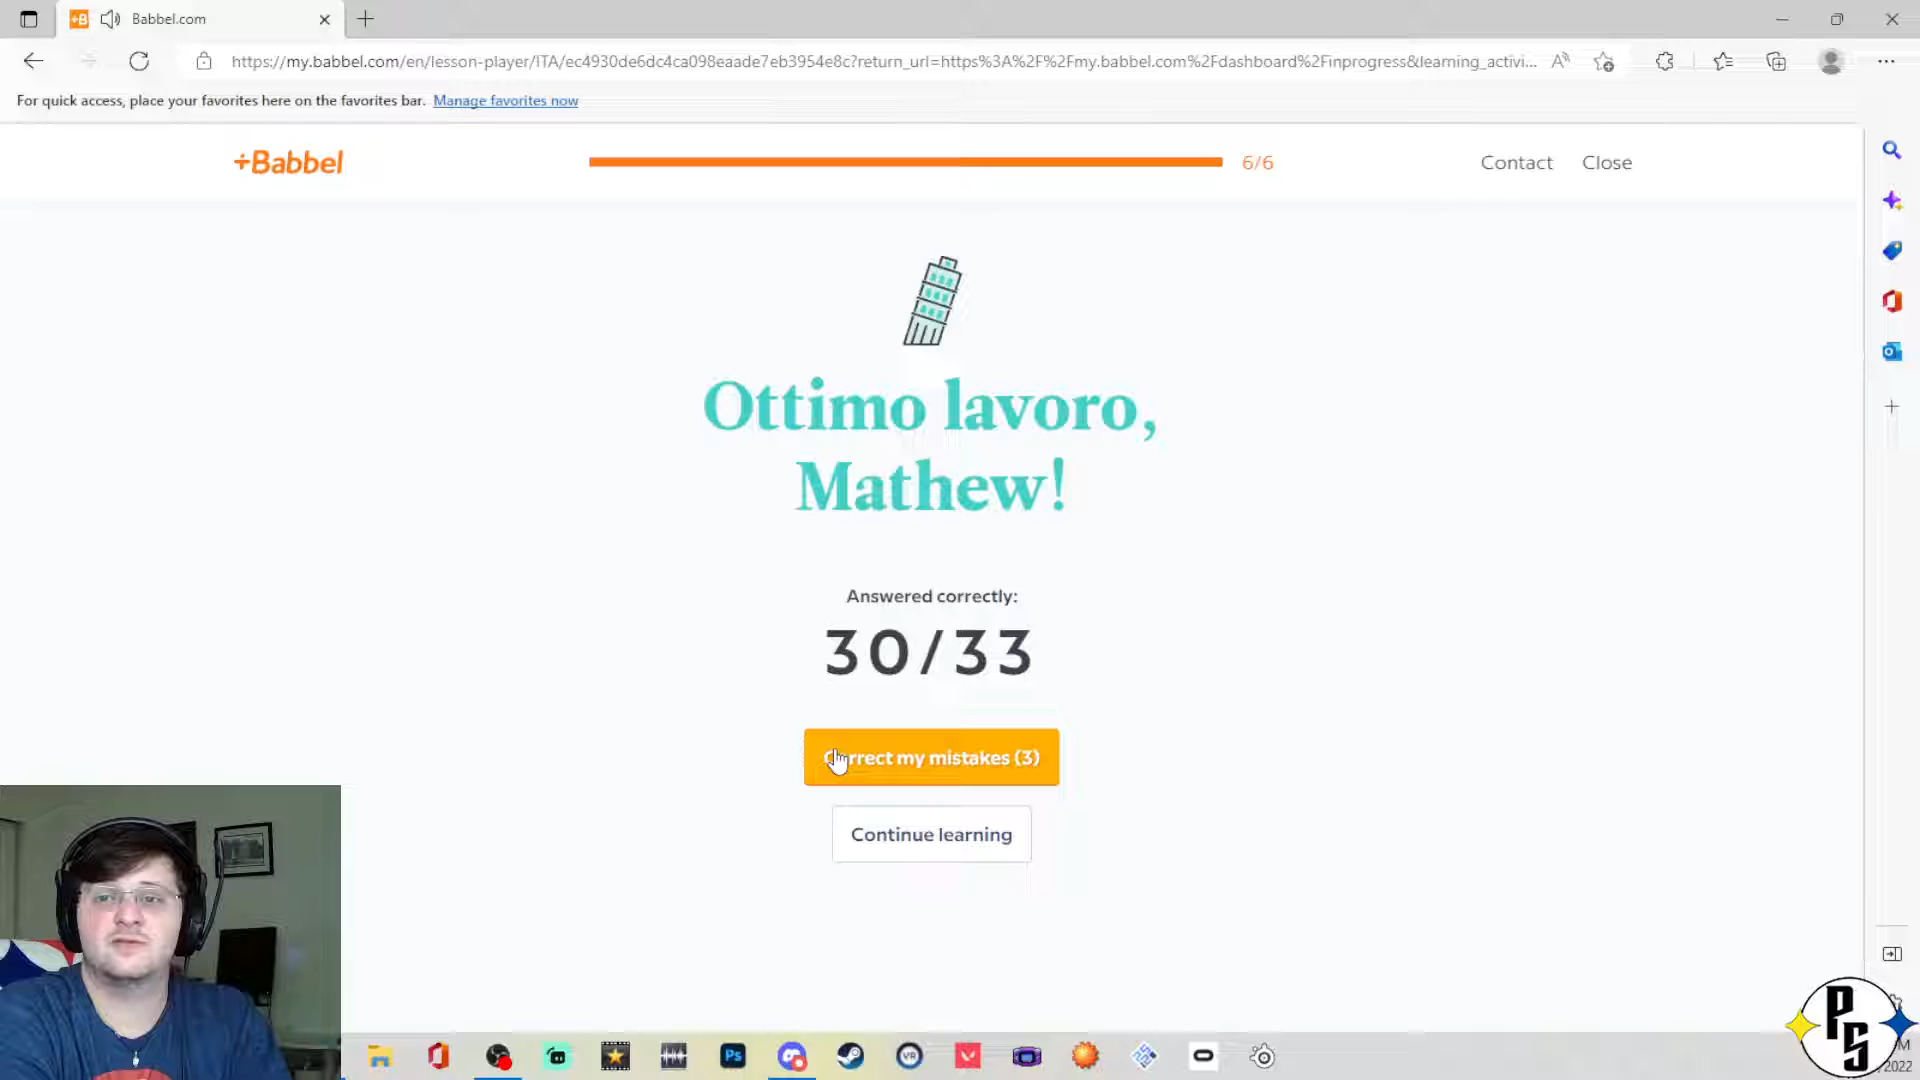 Babbel.com
https://my.babbel.com/en/lesson-player/ITA/ec4930de6dc4ca098eaade7eb3954e8c?return_url=https%3A%2F%2Fmy.babbel.com%2Fdashboard%2Finprogress&learning_activi...
For quick access, place your favorites here on the favorites bar. Manage favorites now
+Babbel
6/6
Contact
Close
Ottimo lavoro,
Mathew!
Answered correctly:
30/33
rrect my mistakes (3)
Continue learning
PS
2022